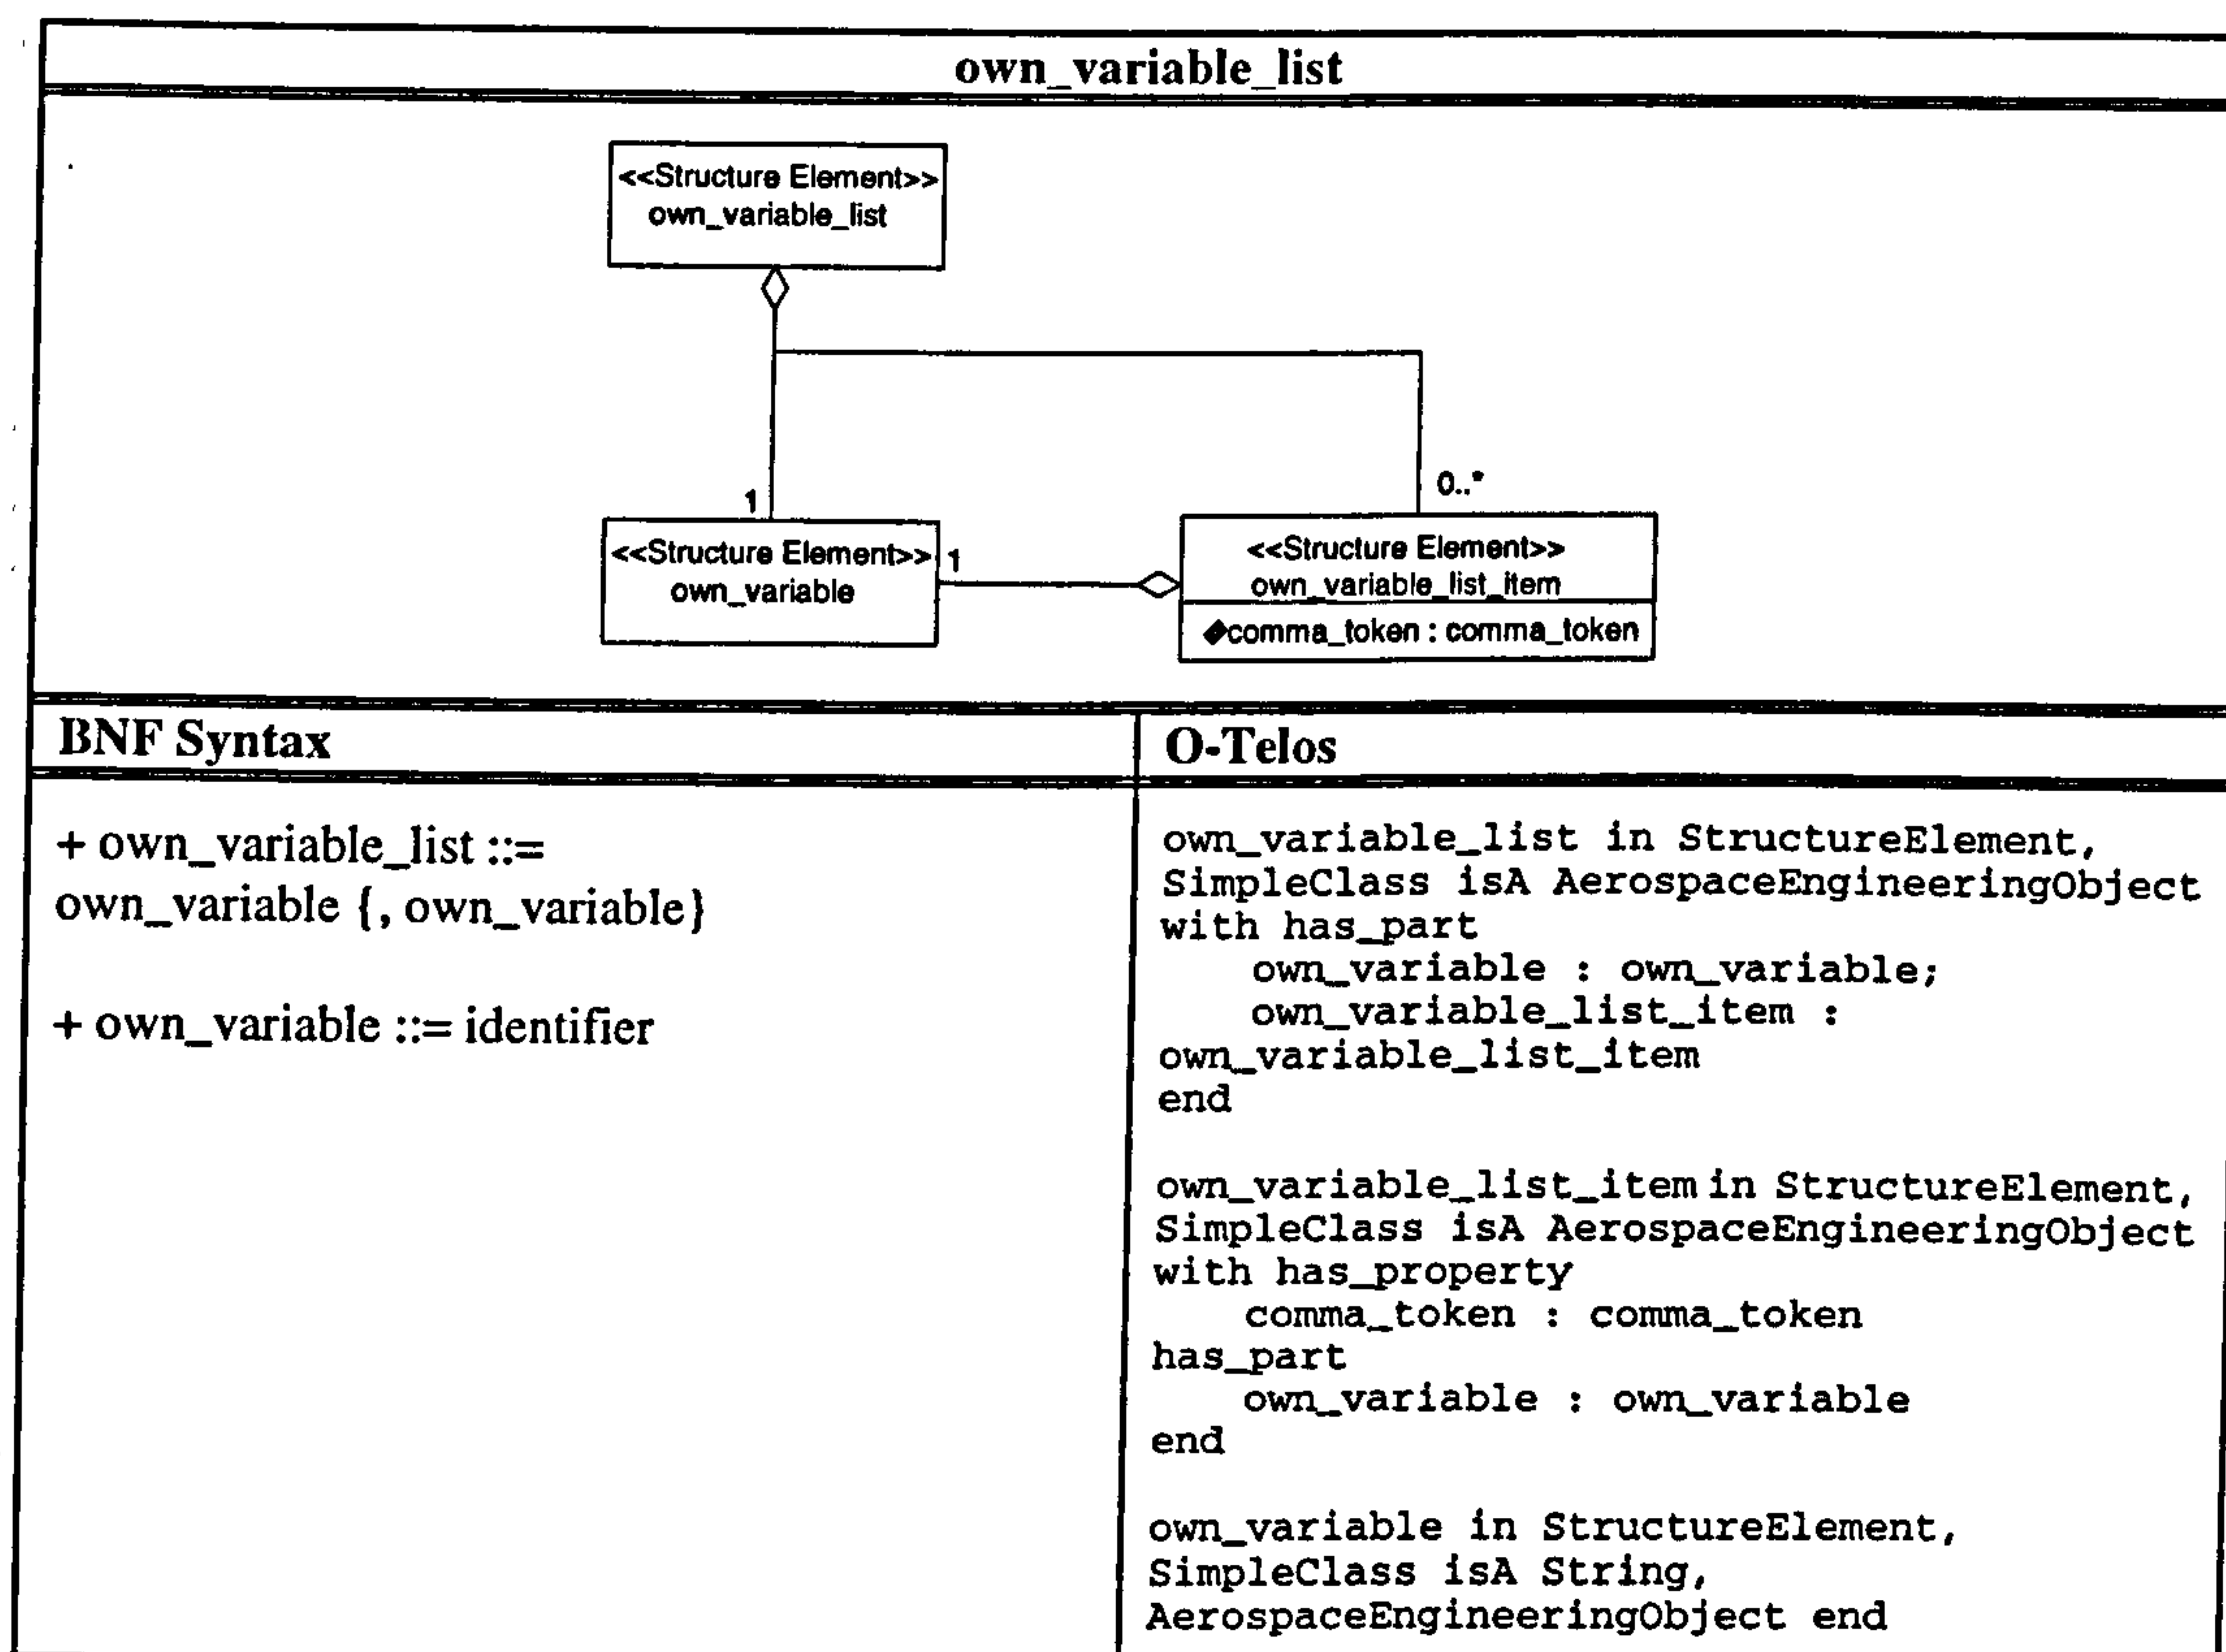 own_variable_list
<<Structure Element>>
own_variable_list
1
0..*
<<Structure Element>>
own_variable
1
<<Structure Element>>
own_variable_list_item
◆comma_token : comma_token
BNF Syntax
+ own_variable_list ::=
own_variable {, own_variable}
+ own_variable ::= identifier
O-Telos
own_variable_list in StructureElement,
SimpleClass isA AerospaceEngineeringObject
with has_part
own_variable : own_variable;
own_variable_list_item :
own_variable_list_item
end
own_variable_list_item in StructureElement,
SimpleClass isA AerospaceEngineeringObject
with has_property
comma_token : comma_token
has_part
own_variable : own_variable
end
own_variable in StructureElement,
SimpleClass isA String,
AerospaceEngineeringObject end